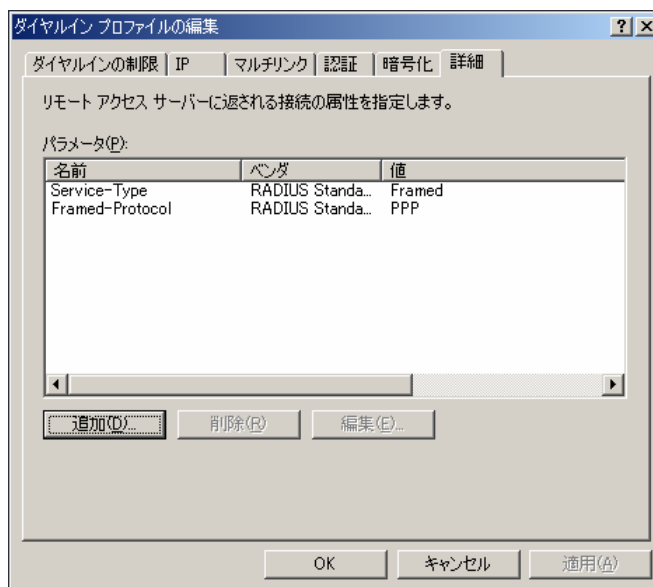 ダイヤルイン プロファイルの編集
ダイヤルインの制限 IP マルチリンク 認証 暗号化 詳細
リモート アクセス サーバーに返される接続の属性を指定します。
パラメータ(P):
名前 ベンダ 値
Service-Type RADIUS Standa... Framed
Framed-Protocol RADIUS Standa... PPP
追加(D)... 削除(R) 編集(E)...
OK キャンセル 適用(A)